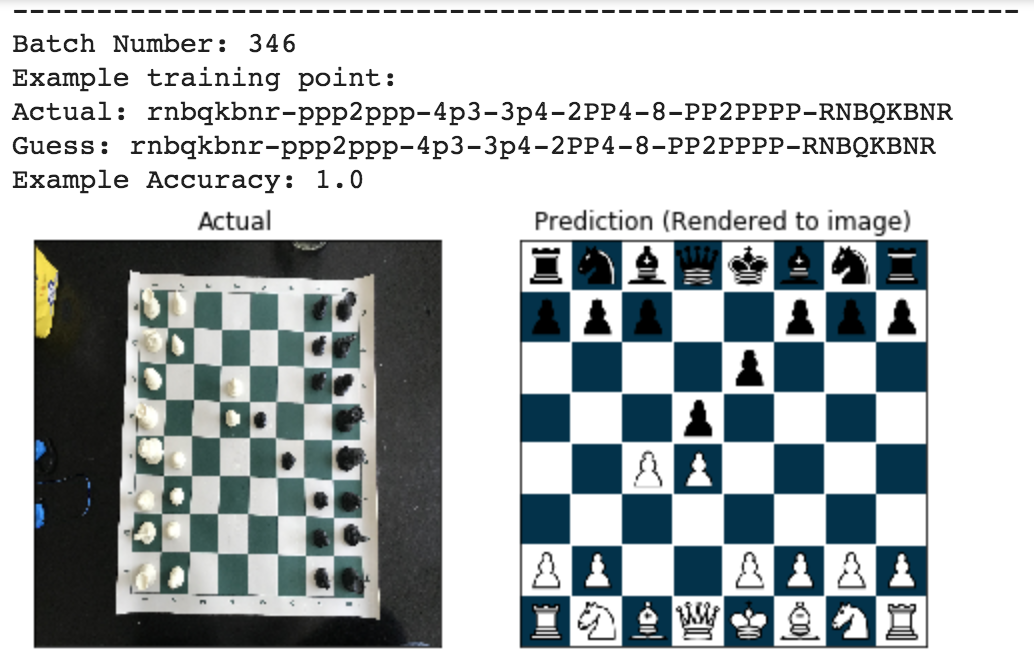 Batch Number: 346
Example training point:
Actual: rnbqkbnr-ppp2ppp-4p3-3p4-2PP4-8-PP2PPPP-RNBQKBNR
Guess: rnbqkbnr-ppp2ppp-4p3-3p4-2PP4-8-PP2PPPP-RNBQKBNR
Example Accuracy: 1.0
Actual
Prediction (Rendered to image)